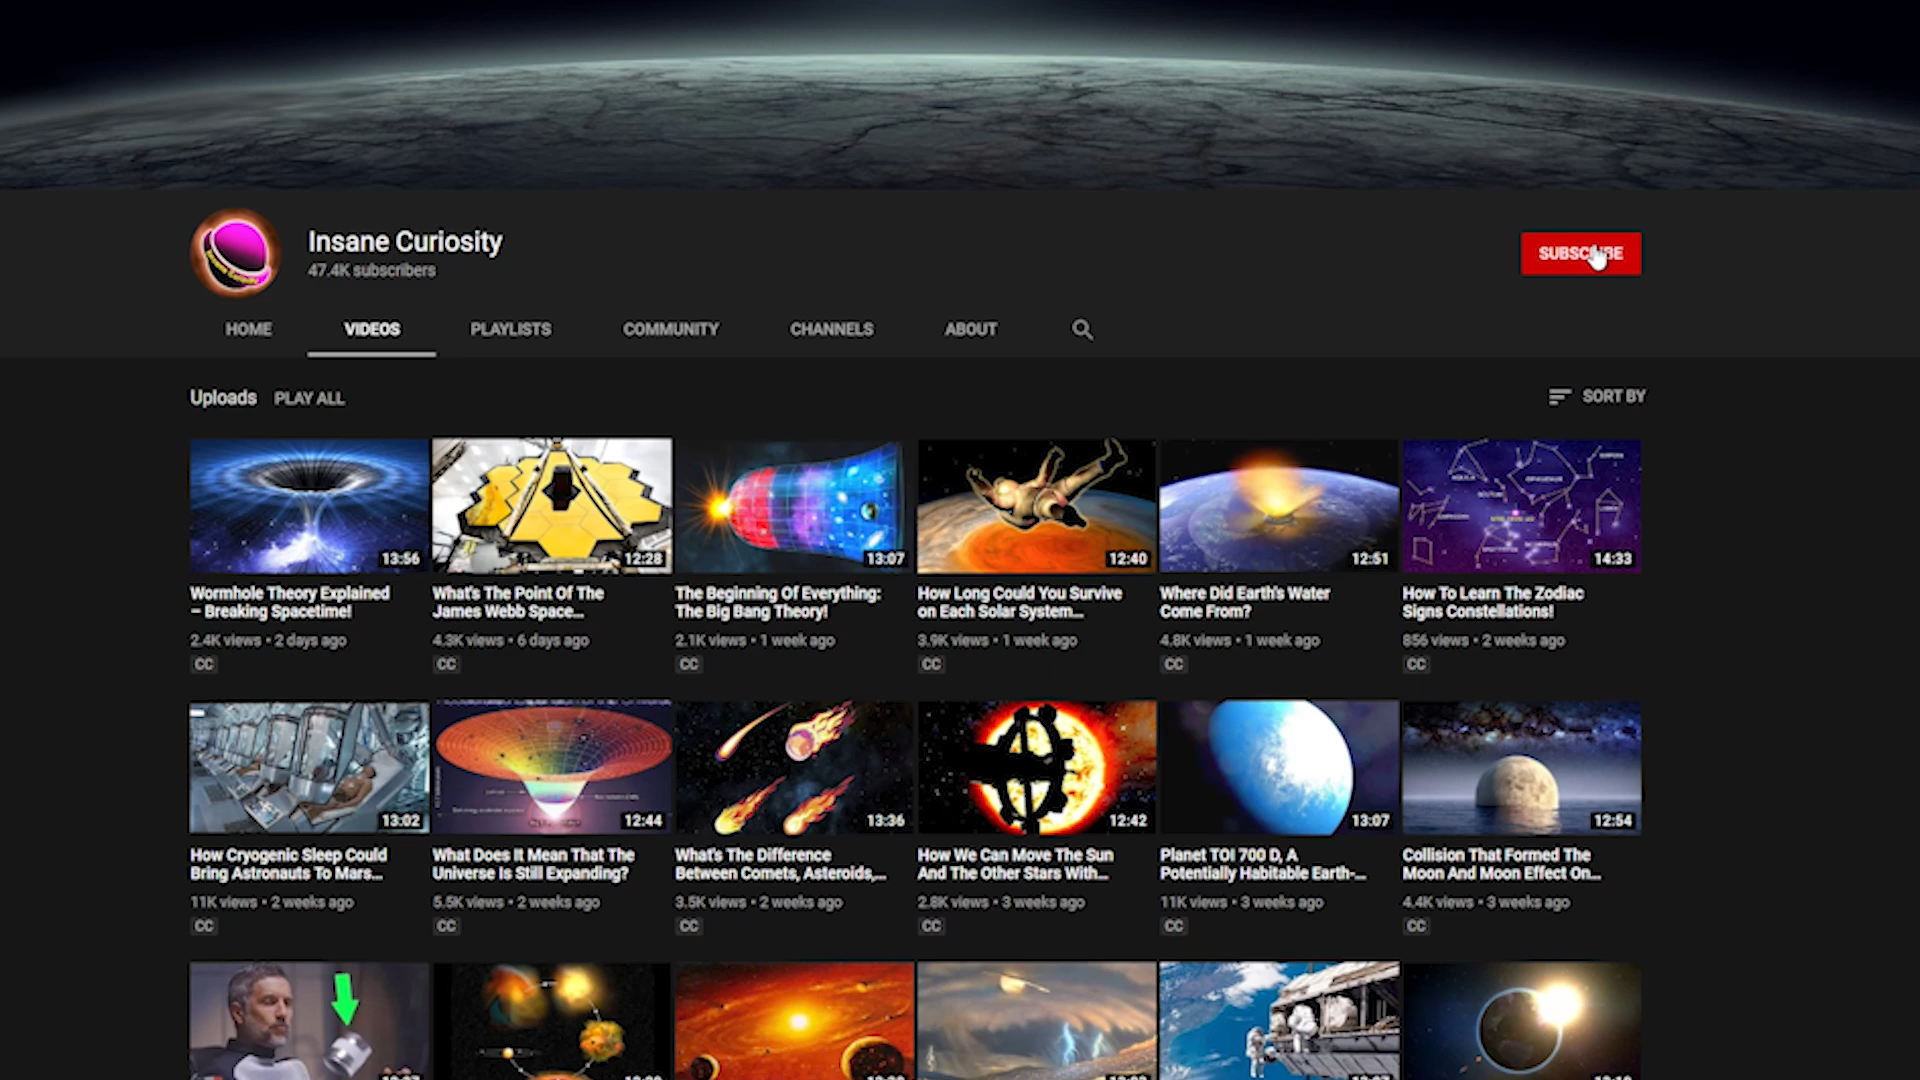 Insane Curiosity
47.4K subscribers
SUBSCRIBE
HOME
VIDEOS
PLAYLISTS
COMMUNITY
CHANNELS
ABOUT
Uploads
PLAY ALL
SORT BY
13:56
12:28
13:07
12:40
12:51
14:33
Wormhole Theory Explained
– Breaking Spacetime!
2.4K views • 2 days ago
CC
What's The Point Of The
James Webb Space...
4.3K views • 6 days ago
CC
The Beginning Of Everything:
The Big Bang Theory!
2.1K views • 1 week ago
CC
How Long Could You Survive
on Each Solar System...
3.9K views • 1 week ago
CC
Where Did Earth's Water
Come From?
4.8K views • 1 week ago
CC
How To Learn The Zodiac
Signs Constellations!
856 views • 2 weeks ago
CC
13:02
12:44
13:36
12:42
13:07
12:54
How Cryogenic Sleep Could
Bring Astronauts To Mars...
11K views • 2 weeks ago
CC
What Does It Mean That The
Universe Is Still Expanding?
5.5K views • 2 weeks ago
CC
What's The Difference
Between Comets, Asteroids,...
3.5K views • 2 weeks ago
CC
How We Can Move The Sun
And The Other Stars With...
2.8K views • 3 weeks ago
CC
Planet TOI 700 D, A
Potentially Habitable Earth-...
11K views • 3 weeks ago
CC
Collision That Formed The
Moon And Moon Effect On...
4.4K views • 3 weeks ago
CC